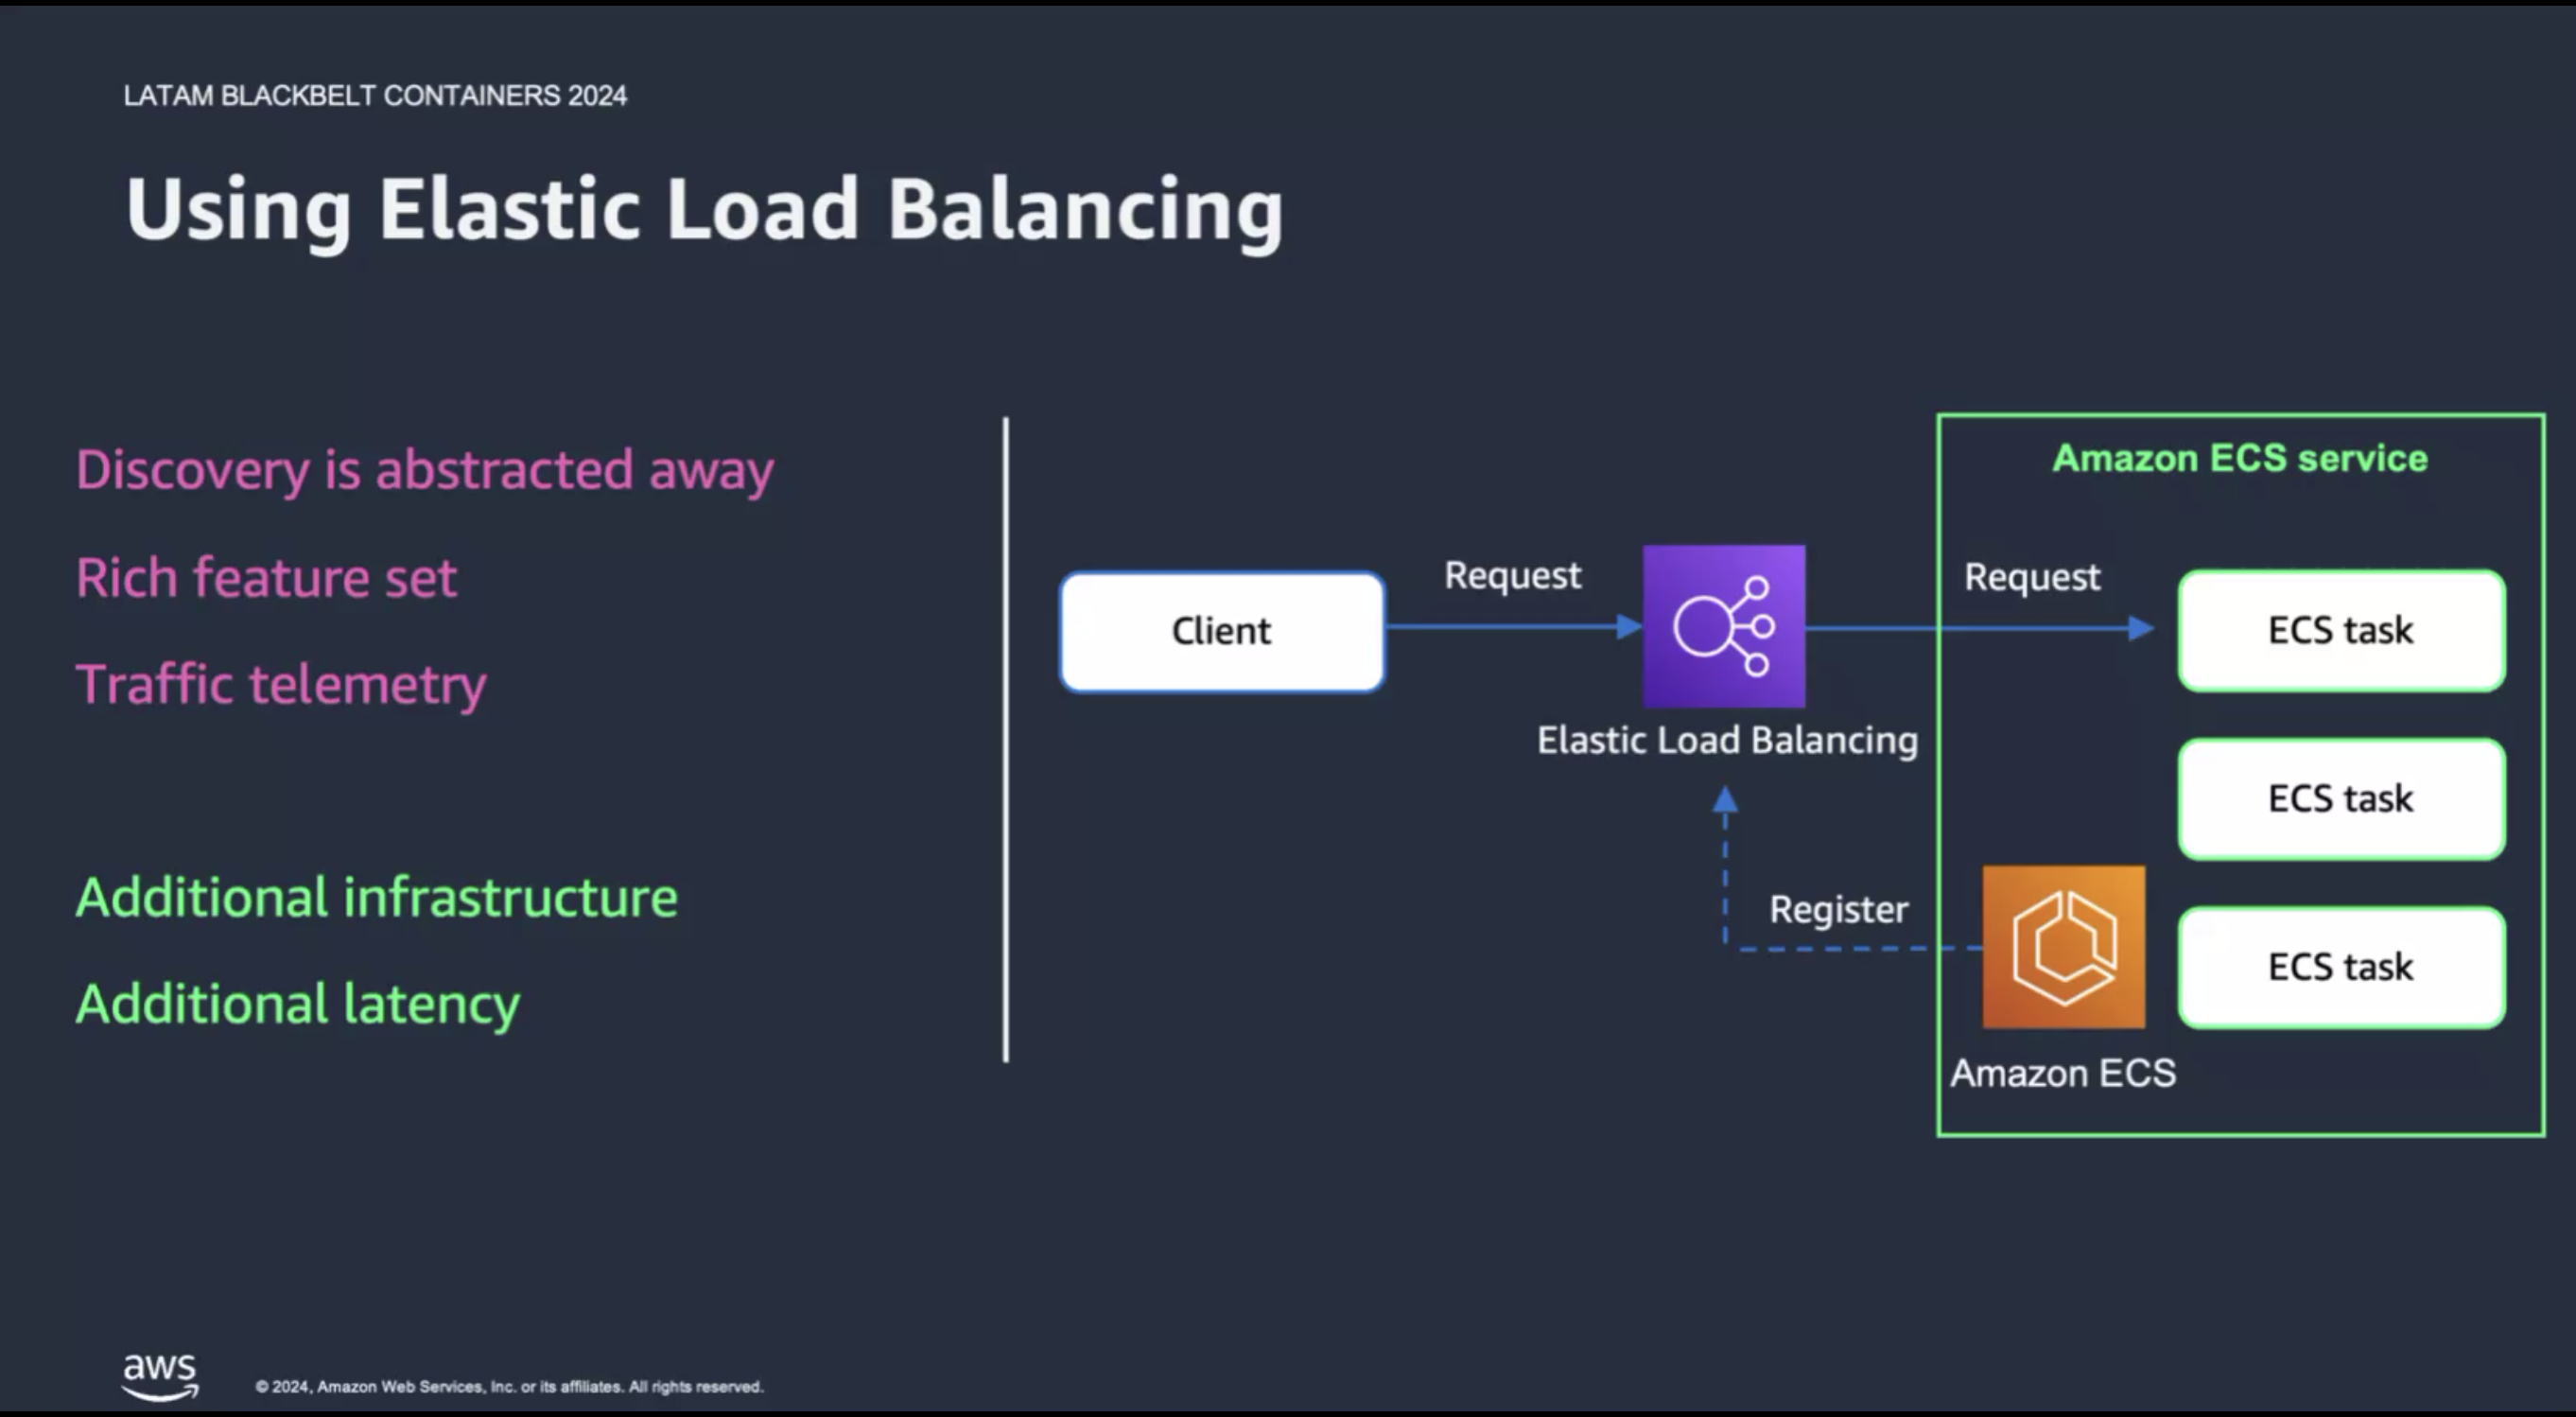 LATAM BLACKBELT CONTAINERS 2024
Using Elastic Load Balancing
Discovery is abstracted away
Rich feature set
Traffic telemetry
Additional infrastructure
Additional latency
Client
Request
Elastic Load Balancing
Register
Amazon ECS service
Request
ECS task
ECS task
ECS task
Amazon ECS
aws
© 2024, Amazon Web Services, Inc. or its affiliates. All rights reserved.